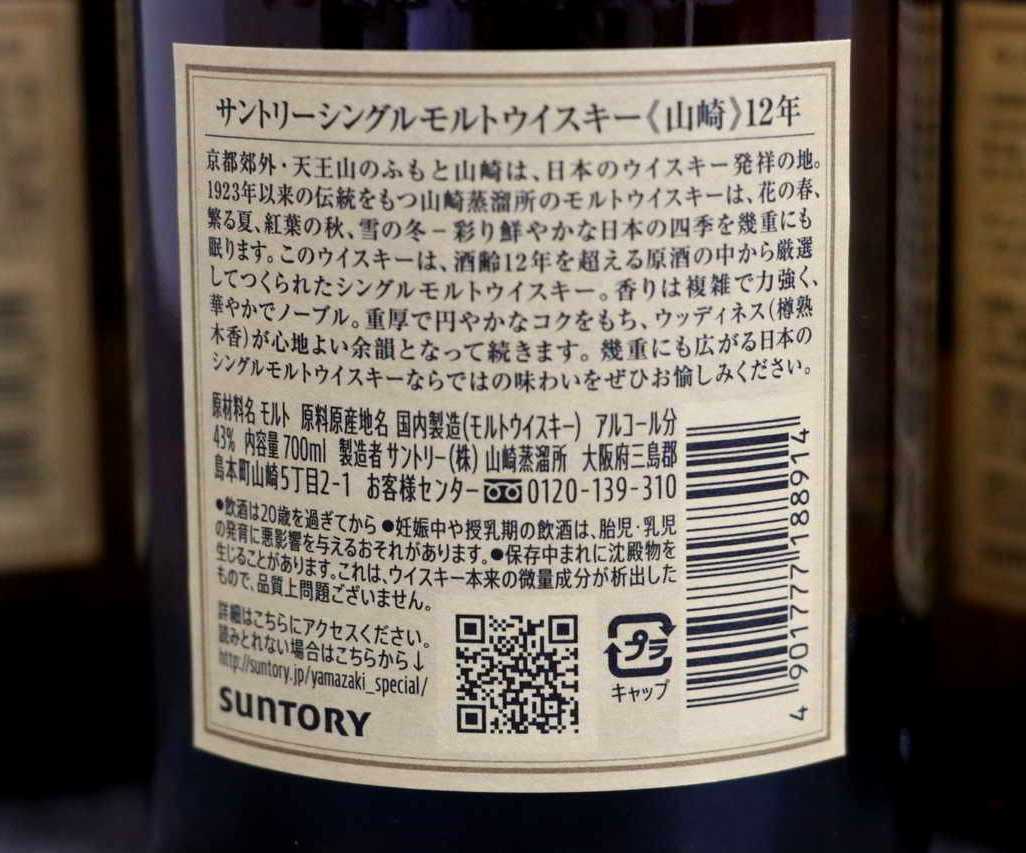 サントリーシングルモルトウイスキー《山崎》12年
京都郊外・天王山のふもと山崎は、日本のウイスキー発祥の地。
1923年以来の伝統をもつ山崎蒸溜所のモルトウイスキーは、花の春、
繁る夏、紅葉の秋、雪の冬－彩り鮮やかな日本の四季を幾重にも
眠ります。このウイスキーは、酒齢12年を超える原酒の中から厳選
してつくられたシングルモルトウイスキー。香りは複雑で力強く、
華やかでノーブル。重厚で円やかなコクをもち、ウッディネス(樽熟
木香)が心地よい余韻となって続きます。幾重にも広がる日本の
シングルモルトウイスキーならではの味わいをぜひお愉しみください。
原材料名 モルト 原料原産地名 国内製造(モルトウイスキー) アルコール分
43% 内容量 700ml 製造者 サントリー(株) 山崎蒸溜所 大阪府三島郡
島本町山崎5丁目2-1 お客様センター 0120-139-310
●飲酒は20歳を過ぎてから ●妊娠中や授乳期の飲酒は、胎児・乳児
の発育に悪影響を与えるおそれがあります。●保存中まれに沈殿物を
生じることがあります。これは、ウイスキー本来の微量成分が析出した
もので、品質上問題ございません。
詳細はこちらにアクセスください。
読みとれない場合はこちらから↓
http://suntory.jp/yamazaki_special/
SUNTORY
プラ
キャップ
4 901777 188914